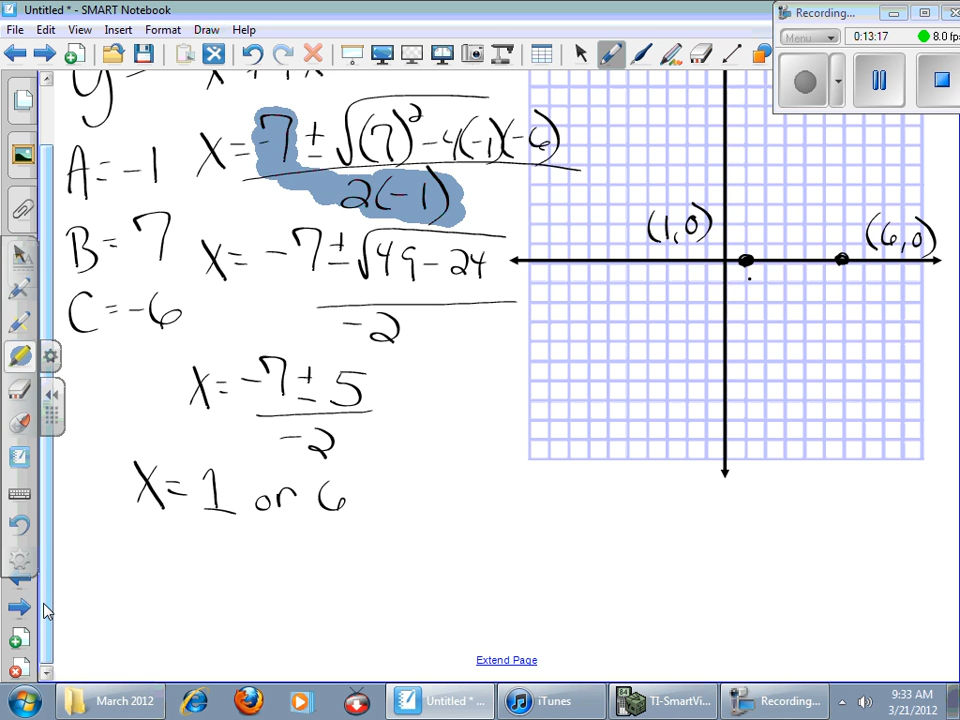 Untitled * - SMART Notebook
File Edit View Insert Format Draw Help
Recording...
Menu
0:13:17
8.0 fp
A = -1
X = -7 ± √(7)² - 4(-1)(-6)
2(-1)
B = 7
X = -7 ± √49 - 24
-2
C = -6
X = -7 ± 5
-2
X = 1 or 6
(1,0)
(6,0)
Extend Page
March 2012
Untitled * ...
iTunes
TI-SmartVi...
Recording...
9:33 AM
3/21/2012